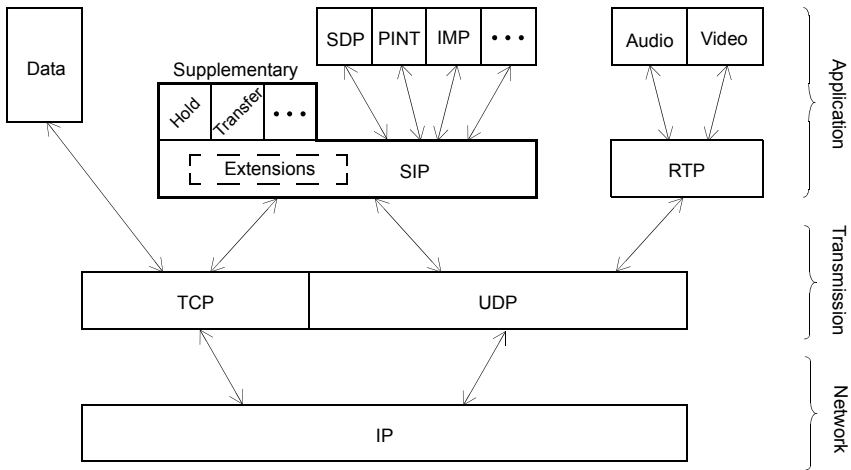 SDP PINT IMP •••
Audio Video
Data
Supplementary
Hold Transfer •••
Extensions
SIP
RTP
Application
TCP
UDP
Transmission
IP
Network